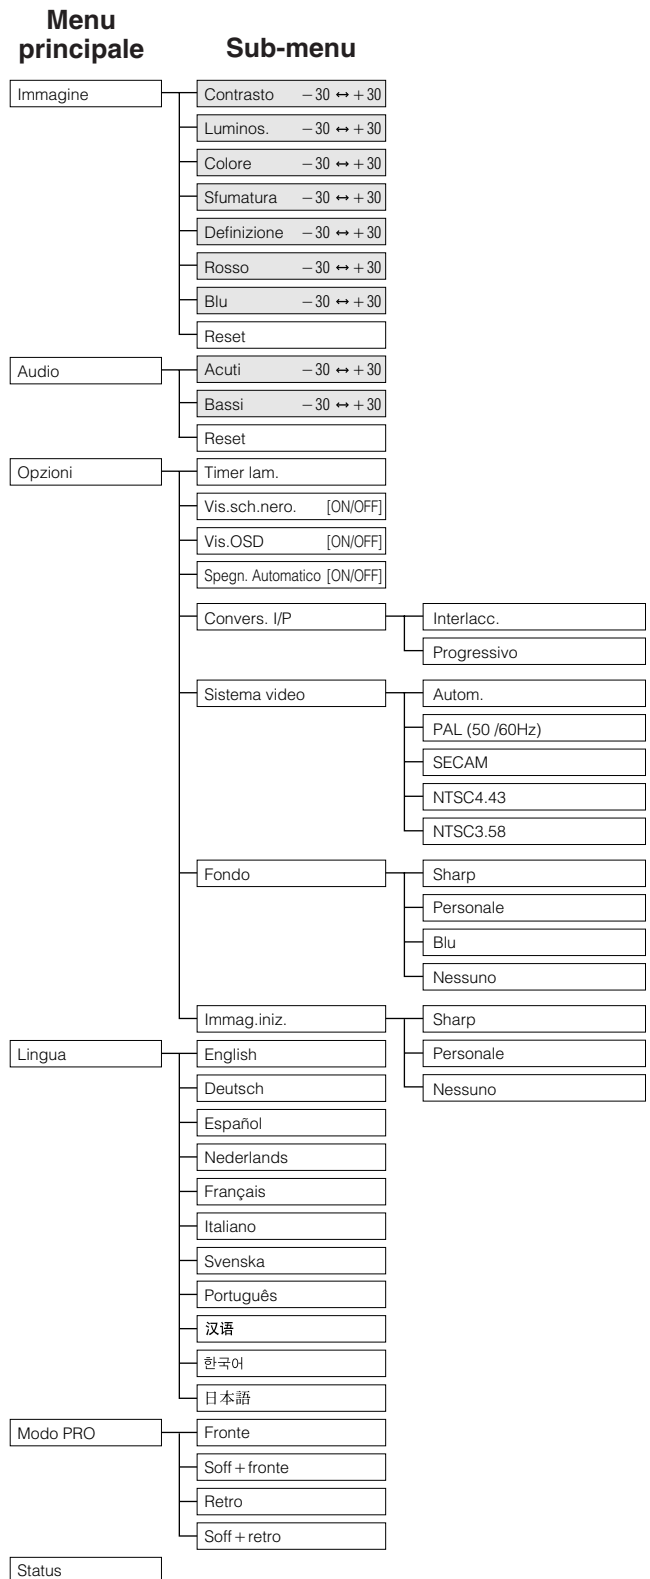 Menu
principale
Sub-menu
Immagine
Contrasto −30 ↔ +30
Luminos. −30 ↔ +30
Colore −30 ↔ +30
Sfumatura −30 ↔ +30
Definizione −30 ↔ +30
Rosso −30 ↔ +30
Blu −30 ↔ +30
Reset
Audio
Acuti −30 ↔ +30
Bassi −30 ↔ +30
Reset
Opzioni
Timer lam.
Vis.sch.nero. [ON/OFF]
Vis.OSD [ON/OFF]
Spegn. Automatico [ON/OFF]
Convers. I/P
Interlacc.
Progressivo
Sistema video
Autom.
PAL (50 /60Hz)
SECAM
NTSC4.43
NTSC3.58
Fondo
Sharp
Personale
Blu
Nessuno
Immag.iniz.
Sharp
Personale
Nessuno
Lingua
English
Deutsch
Español
Nederlands
Français
Italiano
Svenska
Português
汉语
한국어
日本語
Modo PRO
Fronte
Soff+fronte
Retro
Soff+retro
Status